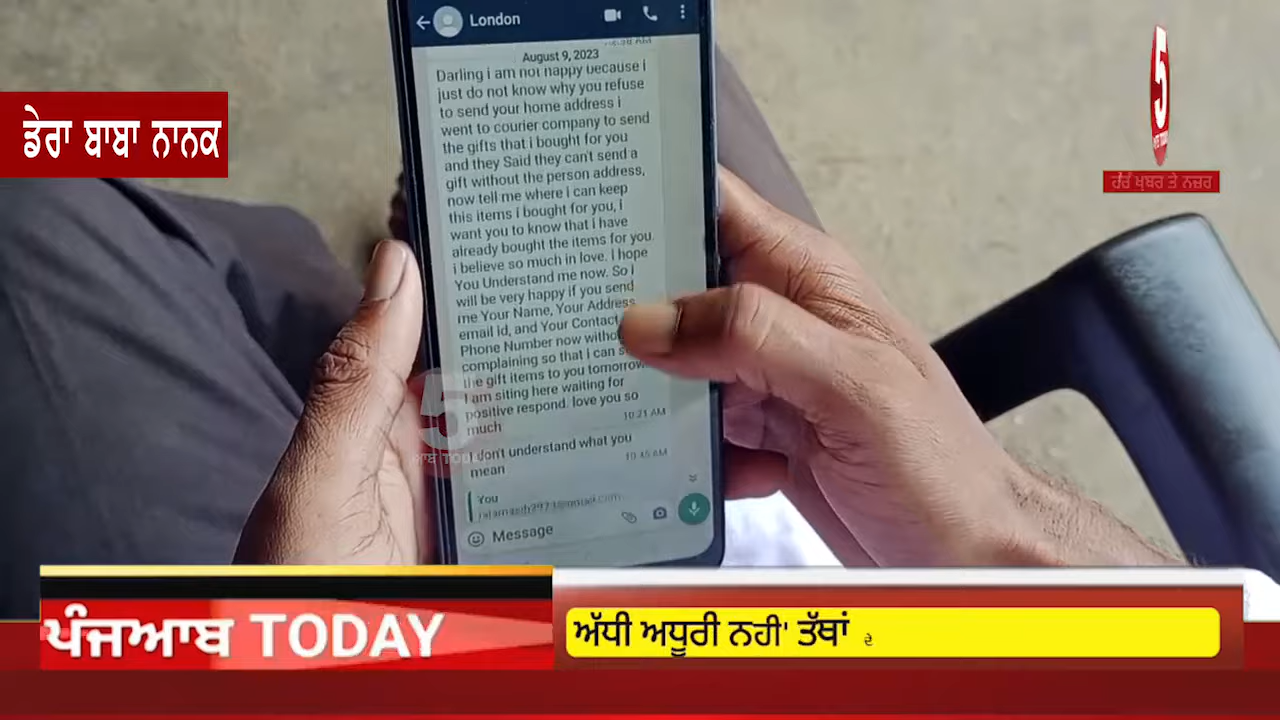 London
August 9, 2023
Darling i am not happy because i
just do not know why you refuse
to send your home address i
went to courier company to send
the gifts that i bought for you
and they Said they can't send a
gift without the person address,
now tell me where i can keep
this items i bought for you, i
want you to know that i have
already bought the items for you.
i believe so much in love. I hope
You Understand me now. So i
will be very happy if you send
me Your Name, Your Address
email id, and Your Contact
Phone Number now
complaining so that i can
the gift items to you
I am siting here waiting for
positive respond. love you so
much
10:21 AM
don't understand what you
mean
10:45 AM
You
Message
ਡੇਰਾ ਬਾਬਾ ਨਾਨਕ
5
ਹਰ ਖ਼ਬਰ ਤੇ ਨਜ਼ਰ
5
ਪੰਜਆਬ TODAY
ਅੱਧੀ ਅਧੂਰੀ ਨਹੀਂ ਤੱਥਾਂ ਦੇ